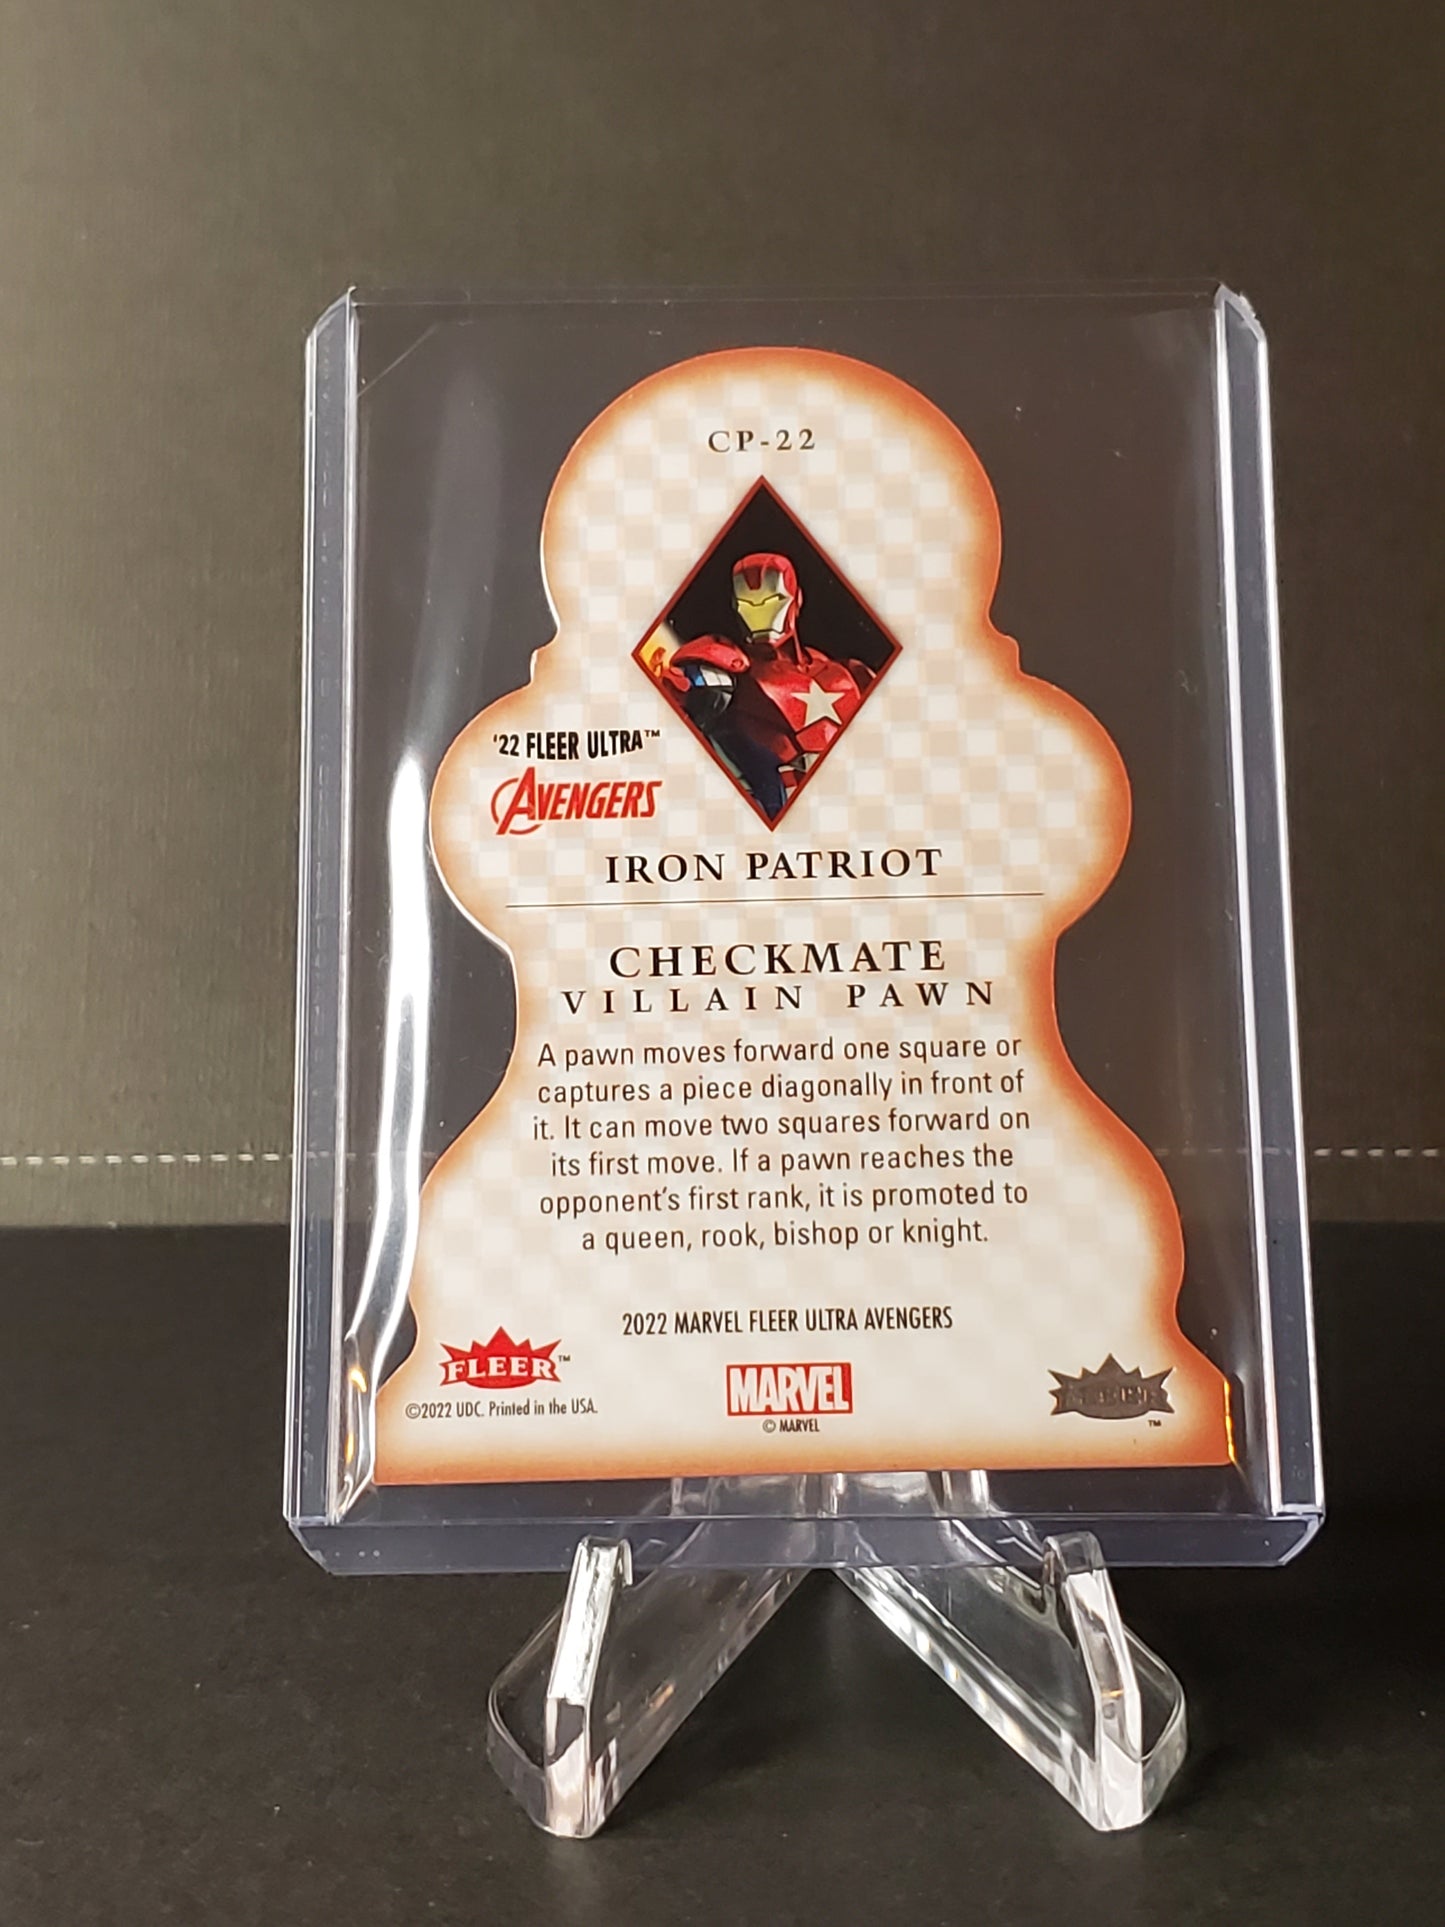 CP-22
'22 FLEER ULTRA™
AVENGERS
IRON PATRIOT
CHECKMATE
VILLAIN PAWN
A pawn moves forward one square or
captures a piece diagonally in front of
it. It can move two squares forward on
its first move. If a pawn reaches the
opponent's first rank, it is promoted to
a queen, rook, bishop or knight.
2022 MARVEL FLEER ULTRA AVENGERS
FLEER™
©2022 UDC. Printed in the USA.
MARVEL
© MARVEL
™